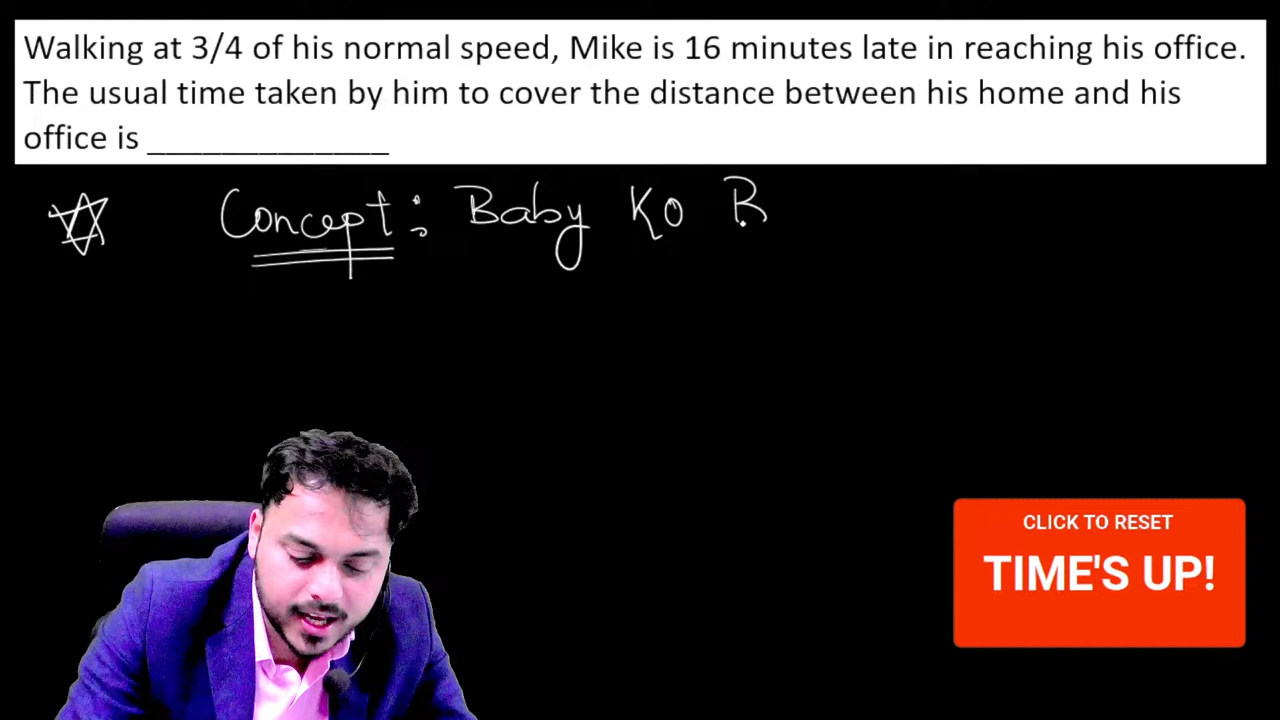 Walking at 3/4 of his normal speed, Mike is 16 minutes late in reaching his office.
The usual time taken by him to cover the distance between his home and his
office is _____________
Concept: Baby Ko B
CLICK TO RESET
TIME'S UP!